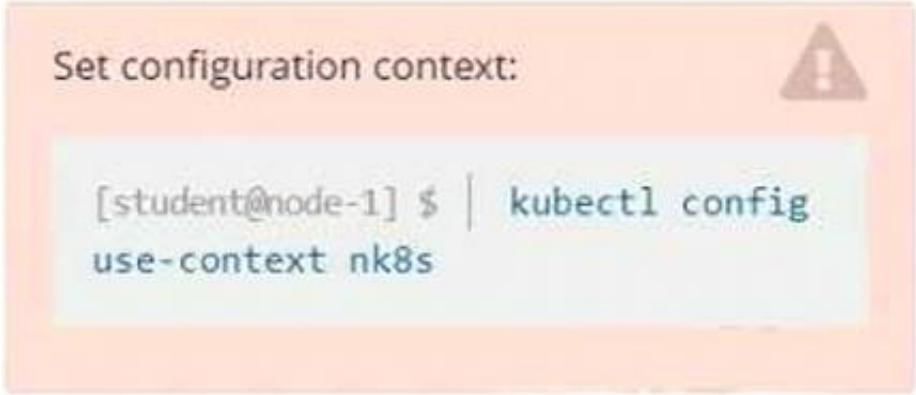 Set configuration context:
[student@node-1] $ | kubectl config
use-context nk8s